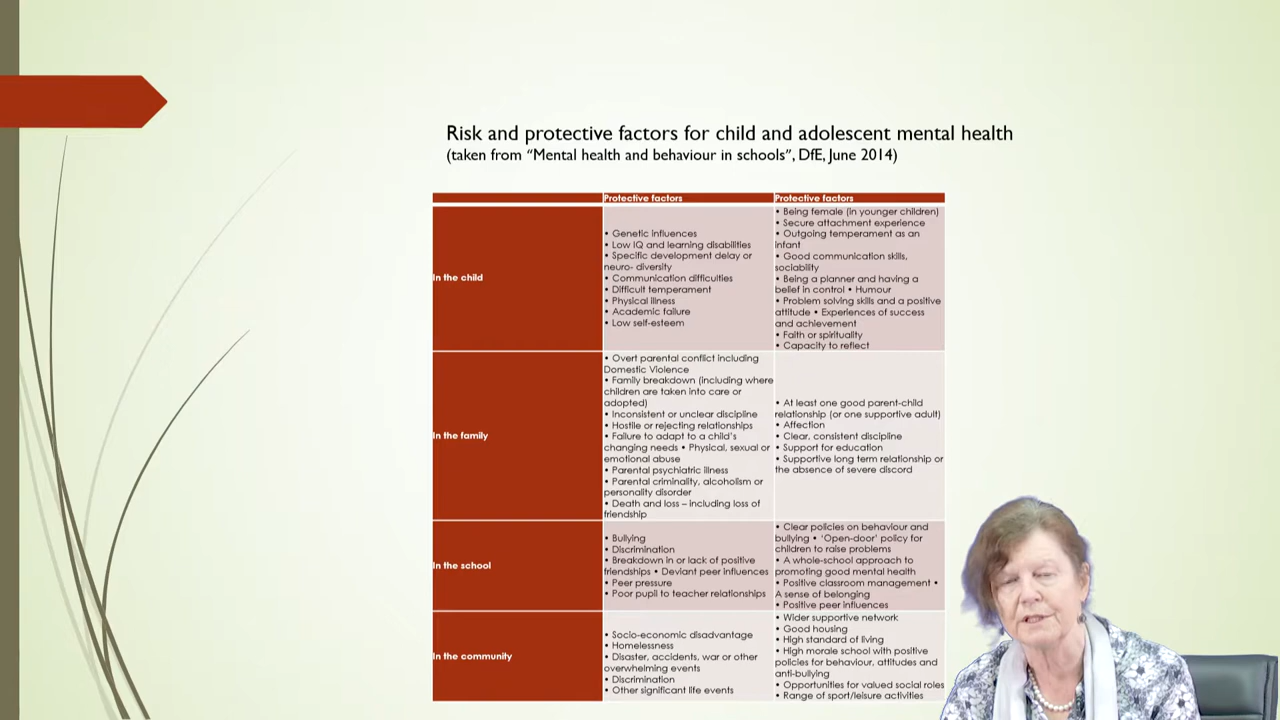 Risk and protective factors for child and adolescent mental health
(taken from “Mental health and behaviour in schools”, DfE, June 2014)
Protective factors
Protective factors
In the child
• Genetic influences
• Low IQ and learning disabilities
• Specific development delay or
neuro- diversity
• Communication difficulties
• Difficult temperament
• Physical illness
• Academic failure
• Low self-esteem
• Being female (in younger children)
• Secure attachment experience
• Outgoing temperament as an
infant
• Good communication skills,
sociability
• Being a planner and having a
belief in control • Humour
• Problem solving skills and a positive
attitude • Experiences of success
and achievement
• Faith or spirituality
• Capacity to reflect
In the family
• Overt parental conflict including
Domestic Violence
• Family breakdown (including where
children are taken into care or
adopted)
• Inconsistent or unclear discipline
• Hostile or rejecting relationships
• Failure to adapt to a child’s
changing needs • Physical, sexual or
emotional abuse
• Parental psychiatric illness
• Parental criminality, alcoholism or
personality disorder
• Death and loss – including loss of
friendship
• At least one good parent-child
relationship (or one supportive adult)
• Affection
• Clear, consistent discipline
• Support for education
• Supportive long term relationship or
the absence of severe discord
In the school
• Bullying
• Discrimination
• Breakdown in or lack of positive
friendships • Deviant peer influences
• Peer pressure
• Poor pupil to teacher relationships
• Clear policies on behaviour and
bullying • ‘Open-door’ policy for
children to raise problems
• A whole-school approach to
promoting good mental health
• Positive classroom management •
A sense of belonging
• Positive peer influences
In the community
• Socio-economic disadvantage
• Homelessness
• Disaster, accidents, war or other
overwhelming events
• Discrimination
• Other significant life events
• Wider supportive network
• Good housing
• High standard of living
• High morale school with positive
policies for behaviour, attitudes and
anti-bullying
• Opportunities for valued social roles
• Range of sport/leisure activities